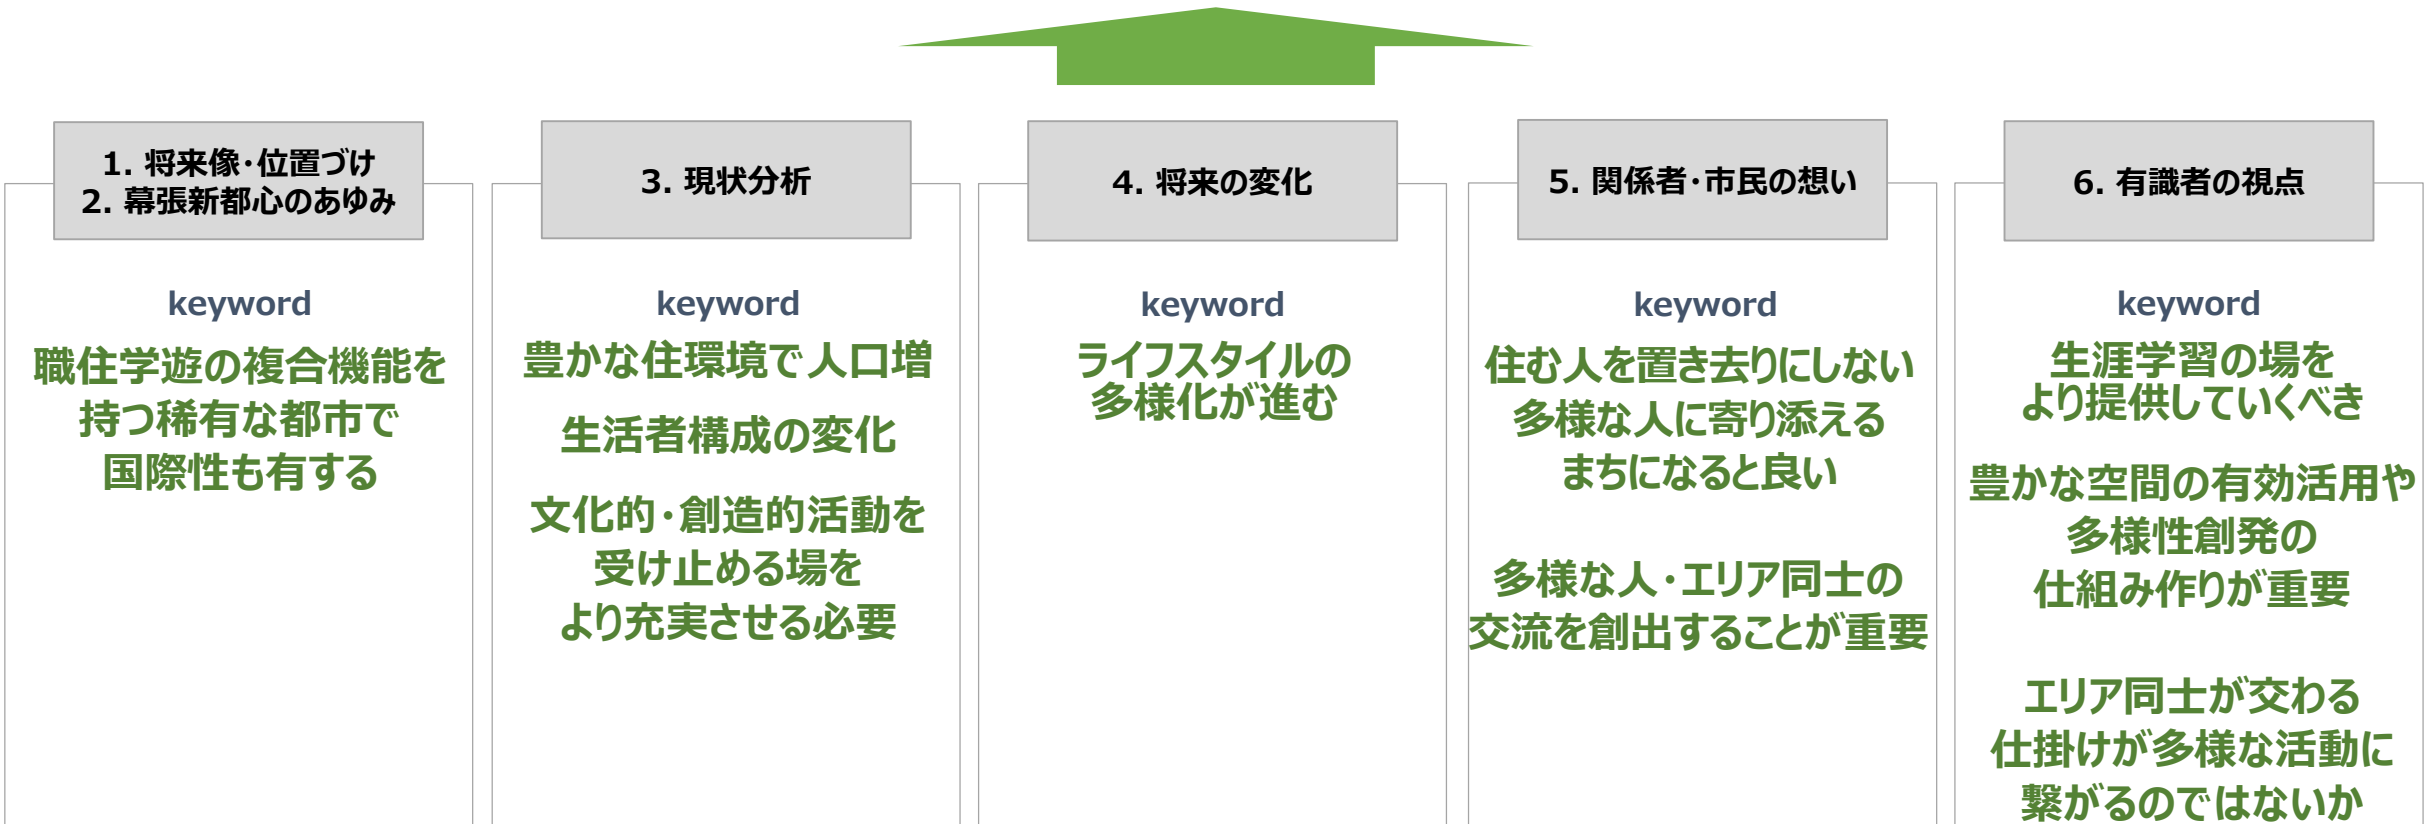 1. 将来像・位置づけ
2. 幕張新都心のあゆみ
keyword
職住学遊の複合機能を
持つ稀有な都市で
国際性も有する
3. 現状分析
keyword
豊かな住環境で人口増
生活者構成の変化
文化的・創造的活動を
受け止める場を
より充実させる必要
4. 将来の変化
keyword
ライフスタイルの
多様化が進む
5. 関係者・市民の想い
keyword
住む人を置き去りにしない
多様な人に寄り添える
まちになると良い
多様な人・エリア同士の
交流を創出することが重要
6. 有識者の視点
keyword
生涯学習の場を
より提供していくべき
豊かな空間の有効活用や
多様性創発の
仕組み作りが重要
エリア同士が交わる
仕掛けが多様な活動に
繋がるのではないか